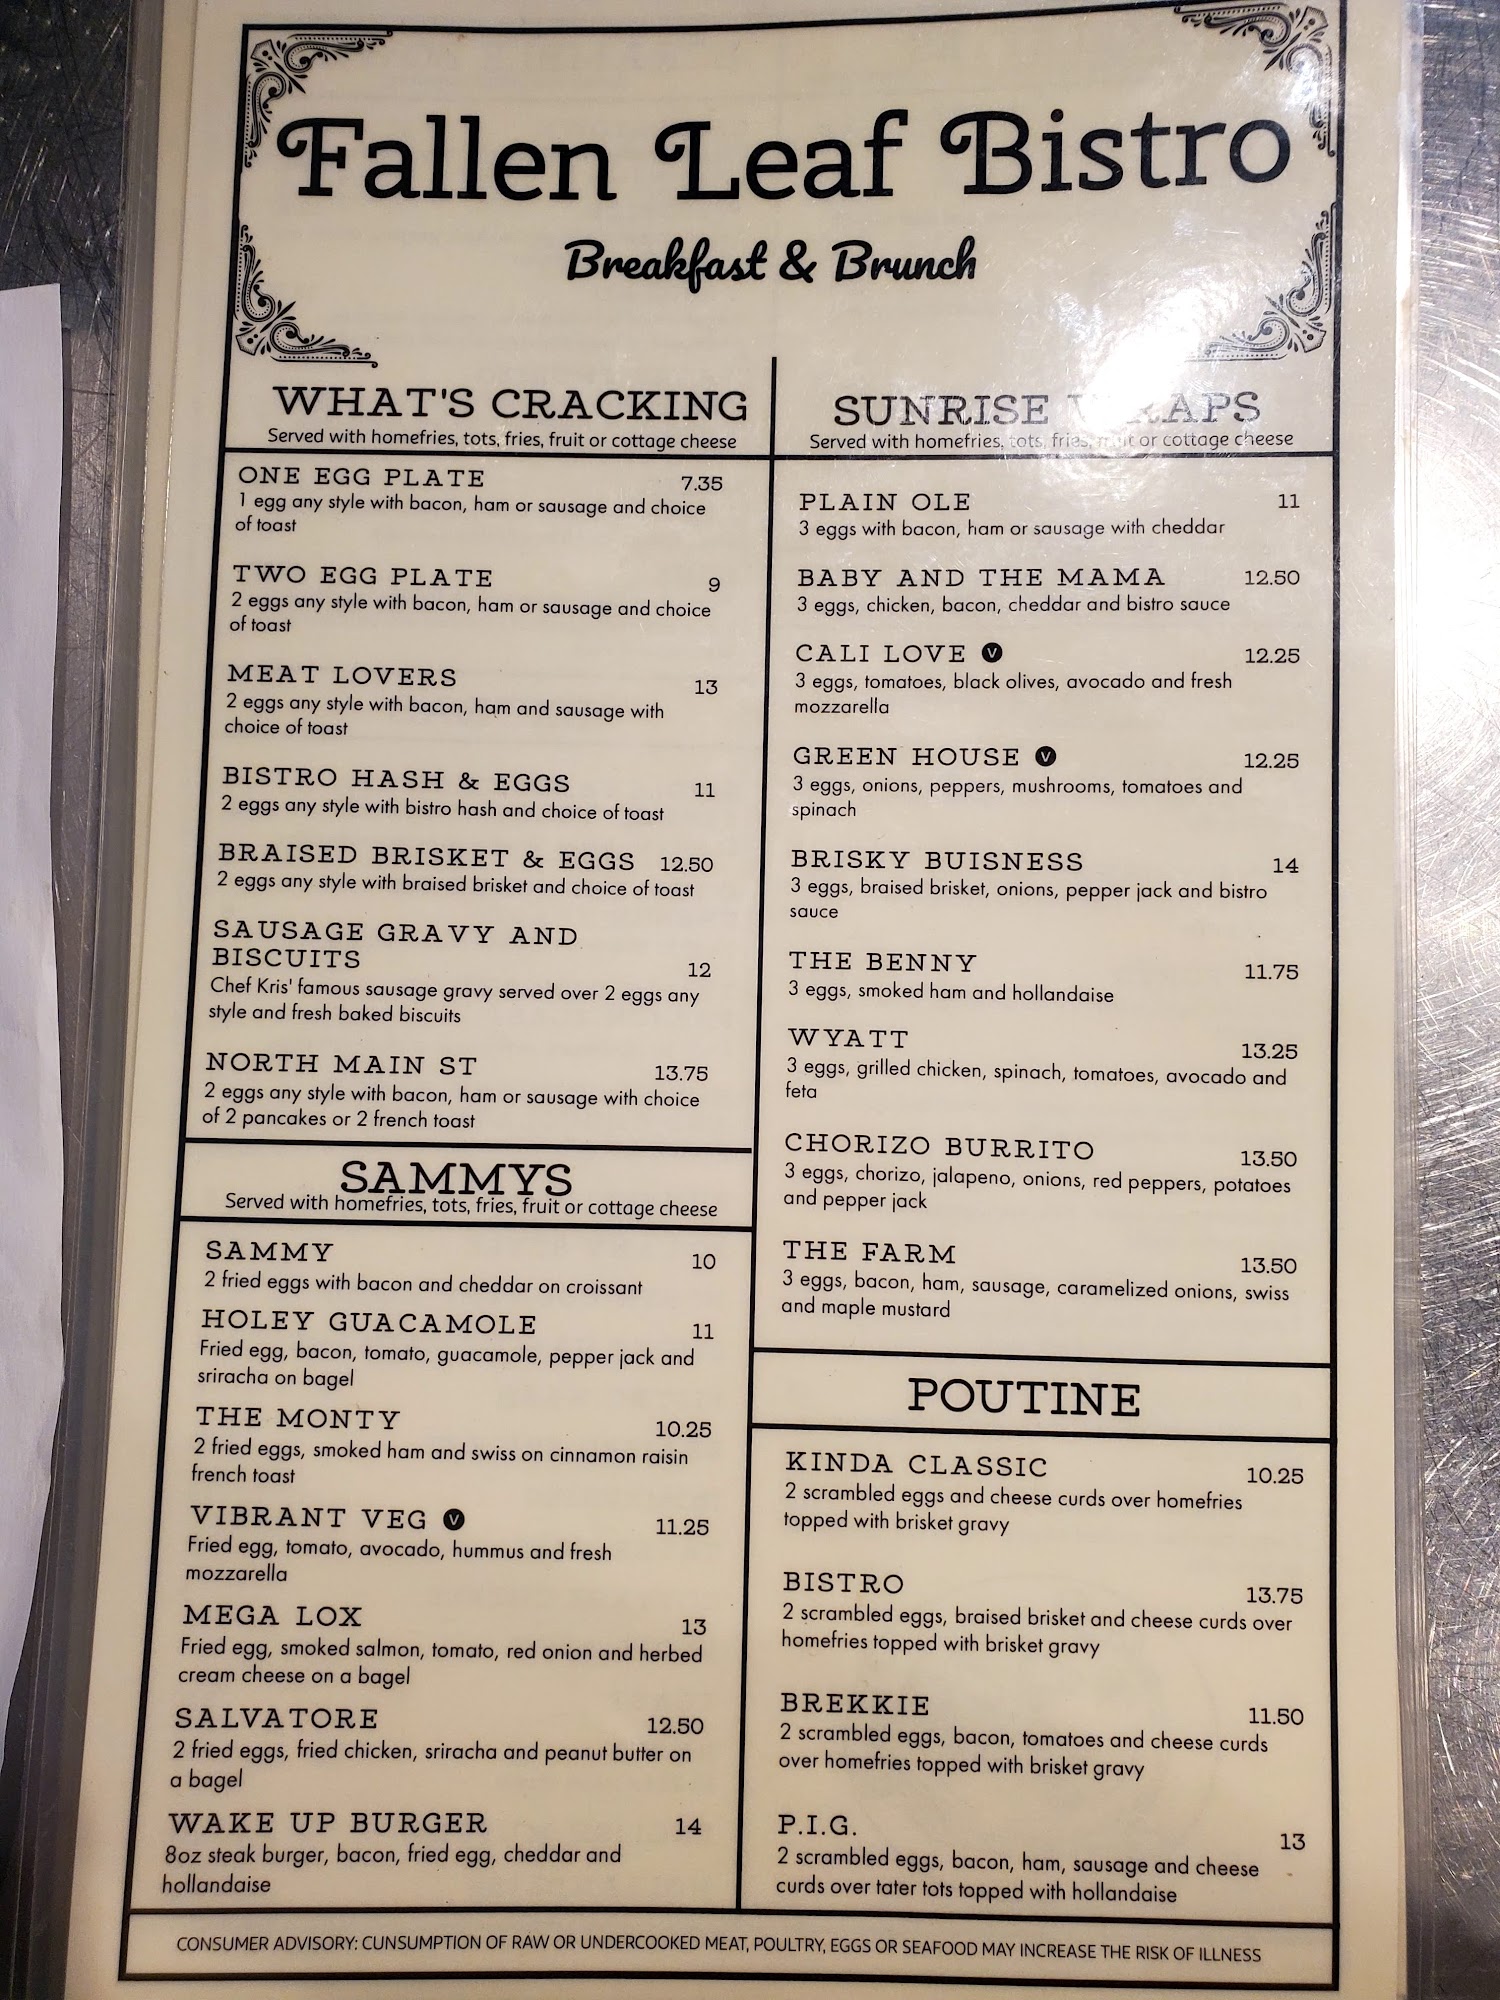 Fallen Leaf Bistro
Breakfast & Brunch
WHAT'S CRACKING
Served with homefries, tots, fries, fruit or cottage cheese
ONE EGG PLATE 7.35
1 egg any style with bacon, ham or sausage and choice
of toast
TWO EGG PLATE 9
2 eggs any style with bacon, ham or sausage and choice
of toast
MEAT LOVERS 13
2 eggs any style with bacon, ham and sausage with
choice of toast
BISTRO HASH & EGGS 11
2 eggs any style with bistro hash and choice of toast
BRAISED BRISKET & EGGS 12.50
2 eggs any style with braised brisket and choice of toast
SAUSAGE GRAVY AND
BISCUITS 12
Chef Kris' famous sausage gravy served over 2 eggs any
style and fresh baked biscuits
NORTH MAIN ST 13.75
2 eggs any style with bacon, ham or sausage with choice
of 2 pancakes or 2 french toast
SAMMYS
Served with homefries, tots, fries, fruit or cottage cheese
SAMMY 10
2 fried eggs with bacon and cheddar on croissant
HOLEY GUACAMOLE 11
Fried egg, bacon, tomato, guacamole, pepper jack and
sriracha on bagel
THE MONTY 10.25
2 fried eggs, smoked ham and swiss on cinnamon raisin
french toast
VIBRANT VEG V 11.25
Fried egg, tomato, avocado, hummus and fresh
mozzarella
MEGA LOX 13
Fried egg, smoked salmon, tomato, red onion and herbed
cream cheese on a bagel
SALVATORE 12.50
2 fried eggs, fried chicken, sriracha and peanut butter on
a bagel
WAKE UP BURGER 14
8oz steak burger, bacon, fried egg, cheddar and
hollandaise
SUNRISE WRAPS
Served with homefries, tots, fries, fruit or cottage cheese
PLAIN OLE 11
3 eggs with bacon, ham or sausage with cheddar
BABY AND THE MAMA 12.50
3 eggs, chicken, bacon, cheddar and bistro sauce
CALI LOVE V 12.25
3 eggs, tomatoes, black olives, avocado and fresh
mozzarella
GREEN HOUSE V 12.25
3 eggs, onions, peppers, mushrooms, tomatoes and
spinach
BRISKY BUISNESS 14
3 eggs, braised brisket, onions, pepper jack and bistro
sauce
THE BENNY 11.75
3 eggs, smoked ham and hollandaise
WYATT 13.25
3 eggs, grilled chicken, spinach, tomatoes, avocado and
feta
CHORIZO BURRITO 13.50
3 eggs, chorizo, jalapeno, onions, red peppers, potatoes
and pepper jack
THE FARM 13.50
3 eggs, bacon, ham, sausage, caramelized onions, swiss
and maple mustard
POUTINE
KINDA CLASSIC 10.25
2 scrambled eggs and cheese curds over homefries
topped with brisket gravy
BISTRO 13.75
2 scrambled eggs, braised brisket and cheese curds over
homefries topped with brisket gravy
BREKKIE 11.50
2 scrambled eggs, bacon, tomatoes and cheese curds
over homefries topped with brisket gravy
P.I.G. 13
2 scrambled eggs, bacon, ham, sausage and cheese
curds over tater tots topped with hollandaise
CONSUMER ADVISORY: CUNSUMPTION OF RAW OR UNDERCOOKED MEAT, POULTRY, EGGS OR SEAFOOD MAY INCREASE THE RISK OF ILLNESS